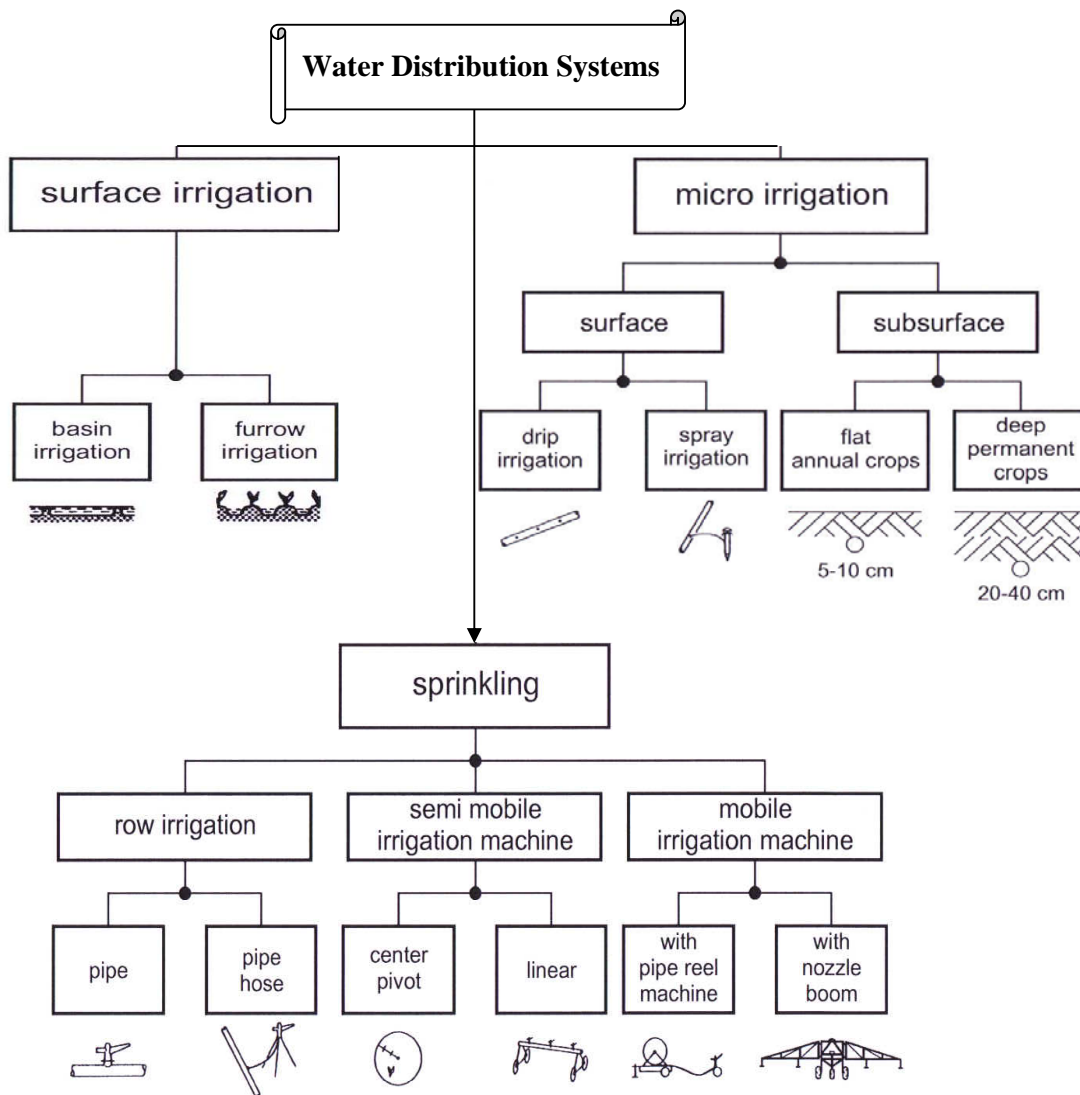 Water Distribution Systems
surface irrigation
micro irrigation
surface
subsurface
basin
irrigation
furrow
irrigation
drip
irrigation
spray
irrigation
flat
annual crops
deep
permanent
crops
5-10 cm
20-40 cm
sprinkling
row irrigation
semi mobile
irrigation machine
mobile
irrigation machine
pipe
pipe
hose
center
pivot
linear
with
pipe reel
machine
with
nozzle
boom